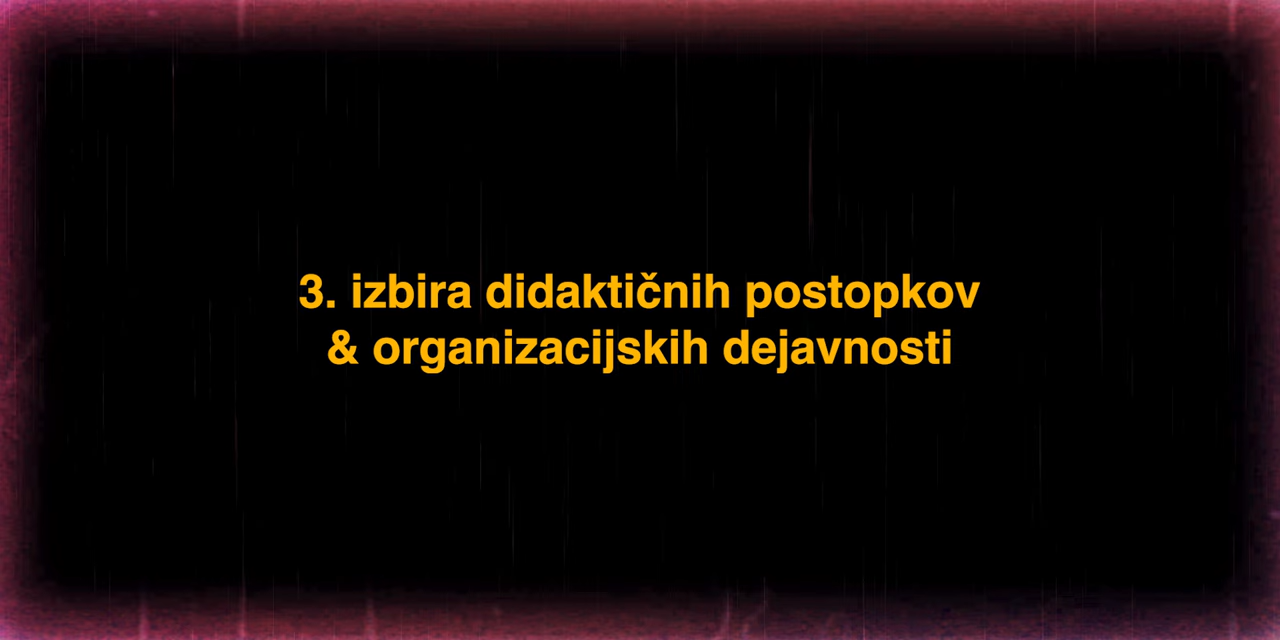 3. izbira didaktičnih postopkov
& organizacijskih dejavnosti